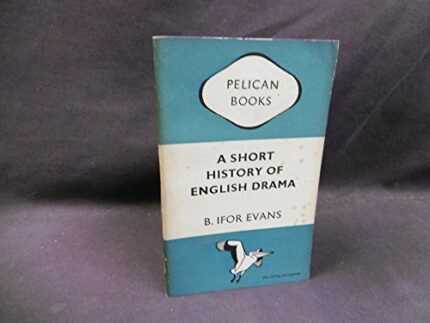 PELICAN
BOOKS
A SHORT
HISTORY OF
ENGLISH DRAMA
B. IFOR EVANS